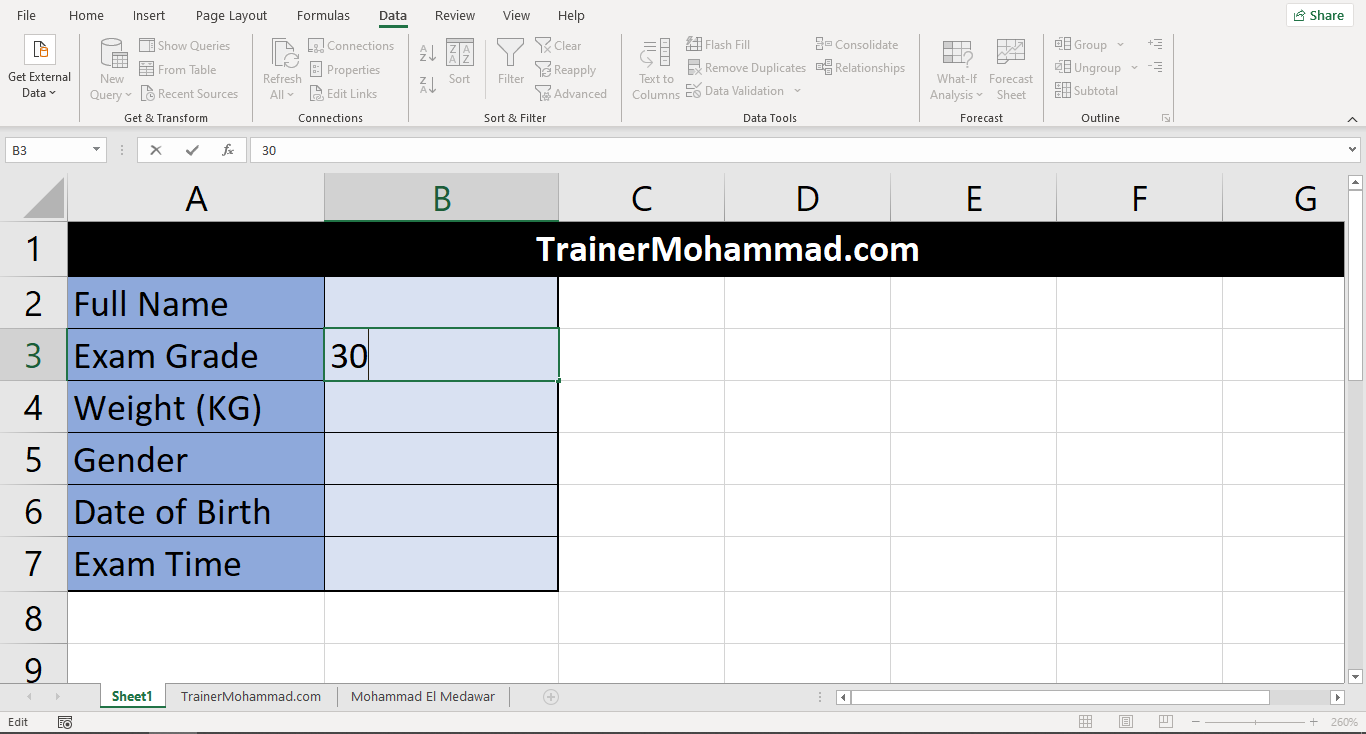 File Home Insert Page Layout Formulas Data Review View Help Share
Get External Data
New Query
Show Queries
From Table
Recent Sources
Get & Transform
Refresh All
Connections
Properties
Edit Links
Connections
A Z
Z A
Z A A Z
Sort
Filter
Clear
Reapply
Advanced
Sort & Filter
Text to Columns
Flash Fill
Remove Duplicates
Data Validation
Consolidate
Relationships
Data Tools
What-If Analysis
Forecast Sheet
Forecast
Group
Ungroup
Subtotal
Outline
B3 fx 30
A B C D E F G
1 TrainerMohammad.com
2 Full Name
3 Exam Grade 30
4 Weight (KG)
5 Gender
6 Date of Birth
7 Exam Time
8
9
Sheet1 TrainerMohammad.com Mohammad El Medawar
Edit 260%